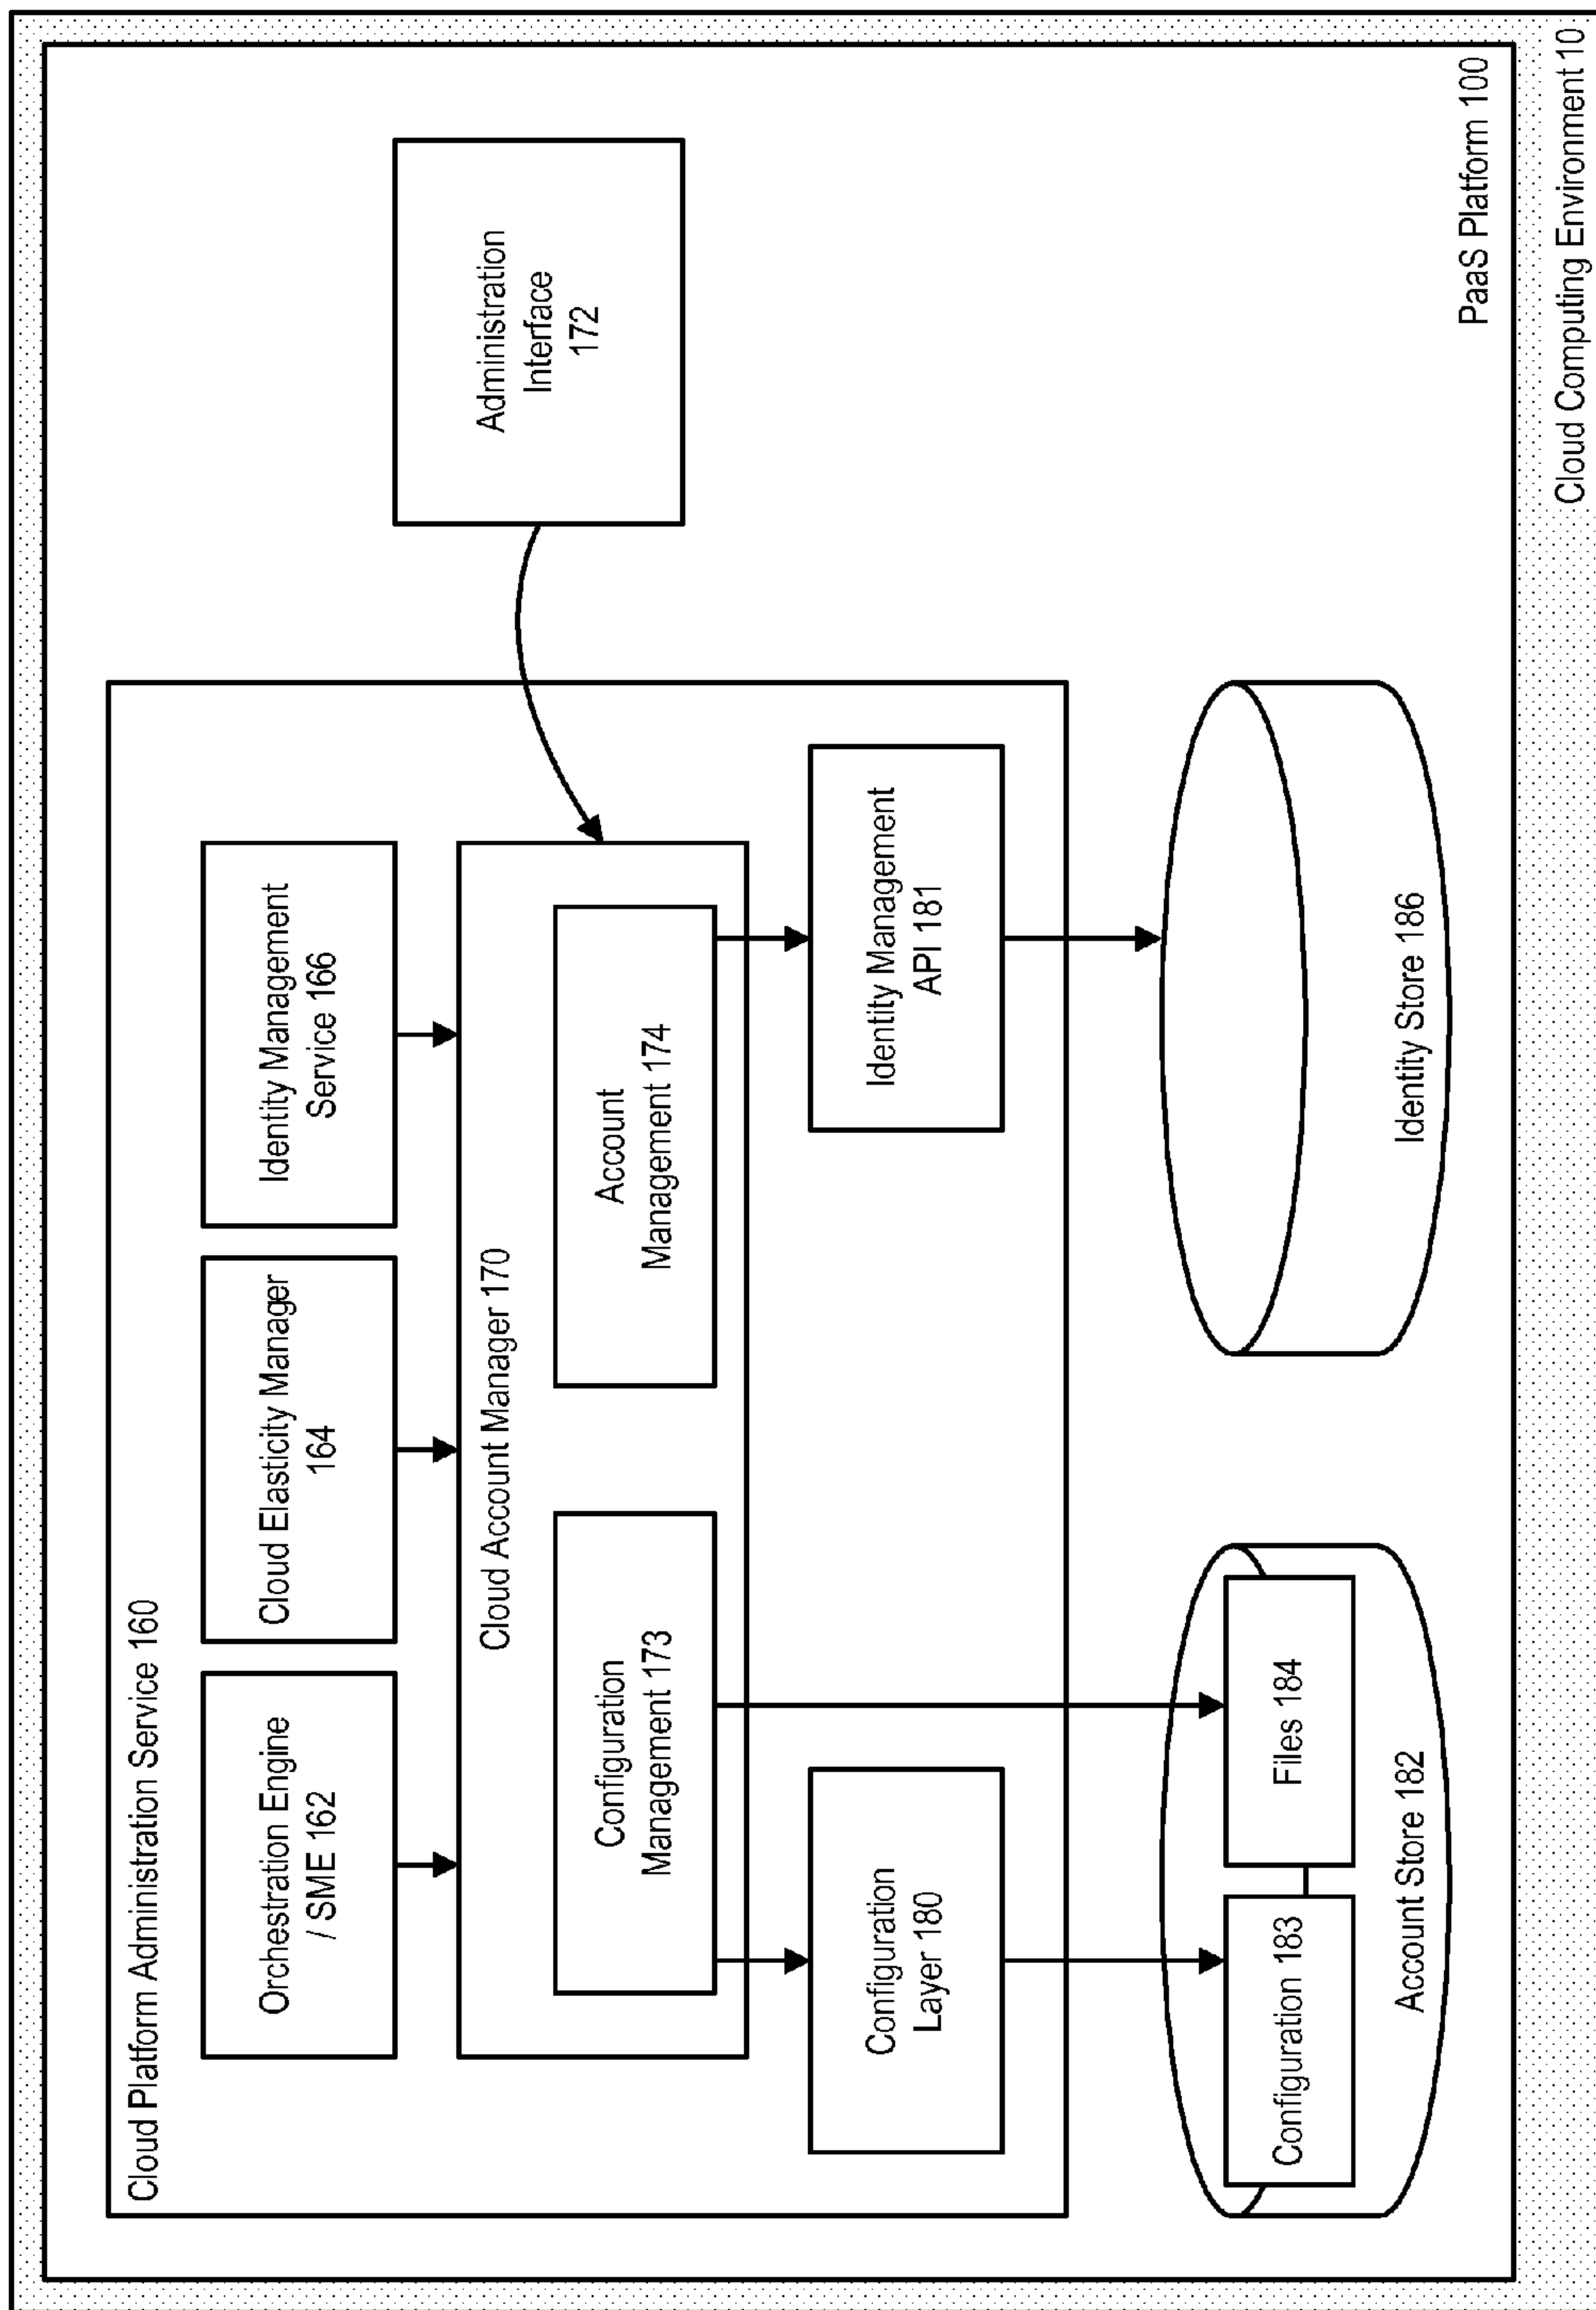 Cloud Platform Administration Service 160
Orchestration Engine
/ SME 162
Cloud Elasticity Manager
164
Identity Management
Service 166
Cloud Account Manager 170
Configuration
Management 173
Account
Management 174
Administration
Interface
172
Configuration
Layer 180
Identity Management
API 181
Configuration 183
Files 184
Account Store 182
Identity Store 186
PaaS Platform 100
Cloud Computing Environment 10